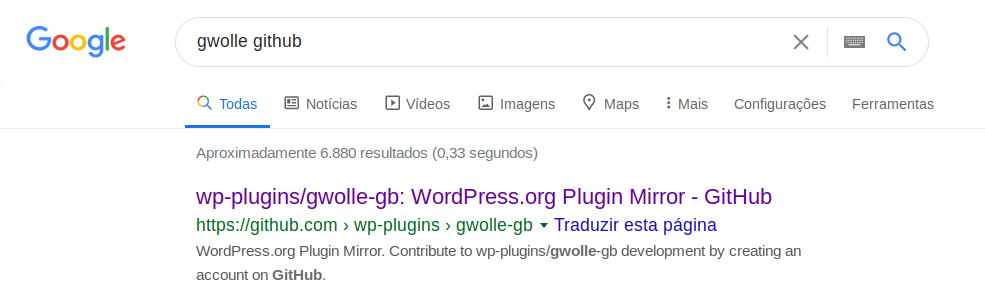 Google
gwolle github
Todas Notícias Vídeos Imagens Maps Mais Configurações Ferramentas
Aproximadamente 6.880 resultados (0,33 segundos)
wp-plugins/gwolle-gb: WordPress.org Plugin Mirror - GitHub
https://github.com › wp-plugins › gwolle-gb Traduzir esta página
WordPress.org Plugin Mirror. Contribute to wp-plugins/gwolle-gb development by creating an
account on GitHub.